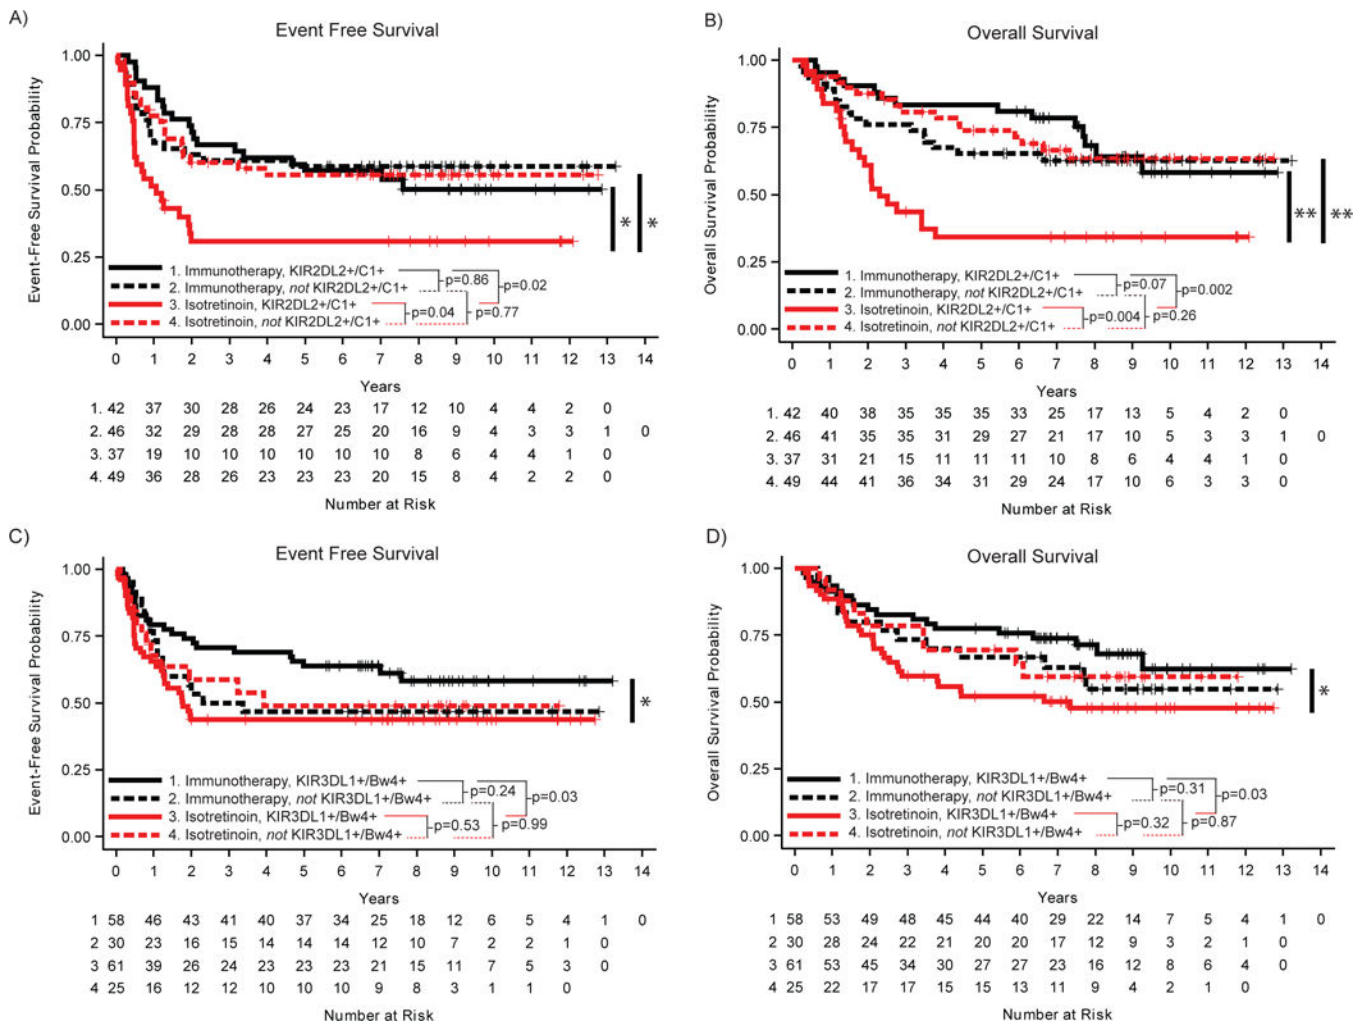 A)
Event Free Survival
Event-Free Survival Probability
1.00
0.75
0.50
0.25
0.00
* *
1. Immunotherapy, KIR2DL2+/C1+
2. Immunotherapy, not KIR2DL2+/C1+
3. Isotretinoin, KIR2DL2+/C1+
4. Isotretinoin, not KIR2DL2+/C1+
p=0.86
p=0.02
p=0.04
p=0.77
0 1 2 3 4 5 6 7 8 9 10 11 12 13 14
Years
1. 42 37 30 28 26 24 23 17 12 10 4 4 2 0
2. 46 32 29 28 28 27 25 20 16 9 4 3 3 1 0
3. 37 19 10 10 10 10 10 10 8 6 4 4 1 0
4. 49 36 28 26 23 23 23 20 15 8 4 2 2 0
Number at Risk
B)
Overall Survival
Overall Survival Probability
1.00
0.75
0.50
0.25
0.00
** **
1. Immunotherapy, KIR2DL2+/C1+
2. Immunotherapy, not KIR2DL2+/C1+
3. Isotretinoin, KIR2DL2+/C1+
4. Isotretinoin, not KIR2DL2+/C1+
p=0.07
p=0.002
p=0.004
p=0.26
0 1 2 3 4 5 6 7 8 9 10 11 12 13 14
Years
1. 42 40 38 35 35 35 33 25 17 13 5 4 2 0
2. 46 41 35 35 31 29 27 21 17 10 5 3 3 1 0
3. 37 31 21 15 11 11 11 10 8 6 4 4 1 0
4. 49 44 41 36 34 31 29 24 17 10 6 3 3 0
Number at Risk
C)
Event Free Survival
Event-Free Survival Probability
1.00
0.75
0.50
0.25
0.00
*
1. Immunotherapy, KIR3DL1+/Bw4+
2. Immunotherapy, not KIR3DL1+/Bw4+
3. Isotretinoin, KIR3DL1+/Bw4+
4. Isotretinoin, not KIR3DL1+/Bw4+
p=0.24
p=0.03
p=0.53
p=0.99
0 1 2 3 4 5 6 7 8 9 10 11 12 13 14
Years
1 58 46 43 41 40 37 34 25 18 12 6 5 4 1 0
2 30 23 16 15 14 14 14 12 10 7 2 2 1 0
3 61 39 26 24 23 23 23 21 15 11 7 5 3 0
4 25 16 12 12 10 10 10 9 8 3 1 1 0
Number at Risk
D)
Overall Survival
Overall Survival Probability
1.00
0.75
0.50
0.25
0.00
*
1. Immunotherapy, KIR3DL1+/Bw4+
2. Immunotherapy, not KIR3DL1+/Bw4+
3. Isotretinoin, KIR3DL1+/Bw4+
4. Isotretinoin, not KIR3DL1+/Bw4+
p=0.31
p=0.03
p=0.32
p=0.87
0 1 2 3 4 5 6 7 8 9 10 11 12 13 14
Years
1 58 53 49 48 45 44 40 29 22 14 7 5 4 1 0
2 30 28 24 22 21 20 20 17 12 9 3 2 1 0
3 61 53 45 34 30 27 27 23 16 12 8 6 4 0
4 25 22 17 17 15 15 13 11 9 4 2 1 0
Number at Risk